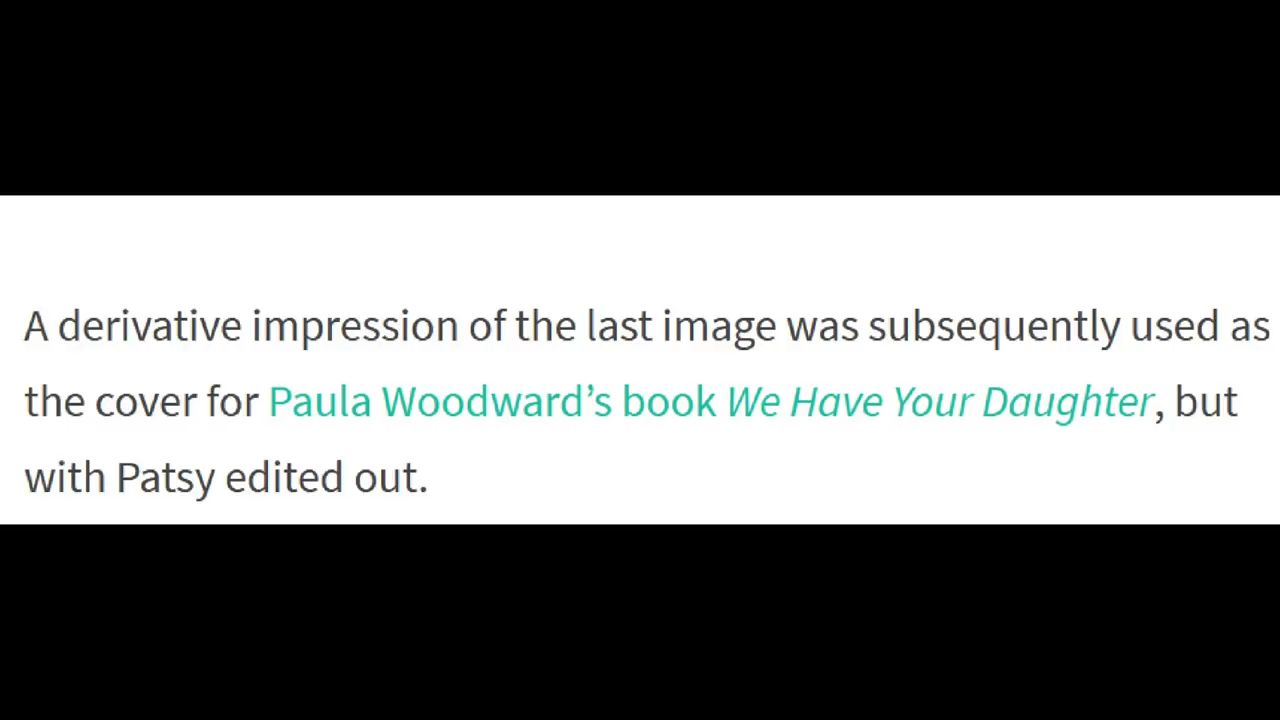 A derivative impression of the last image was subsequently used as
the cover for Paula Woodward’s book We Have Your Daughter, but
with Patsy edited out.